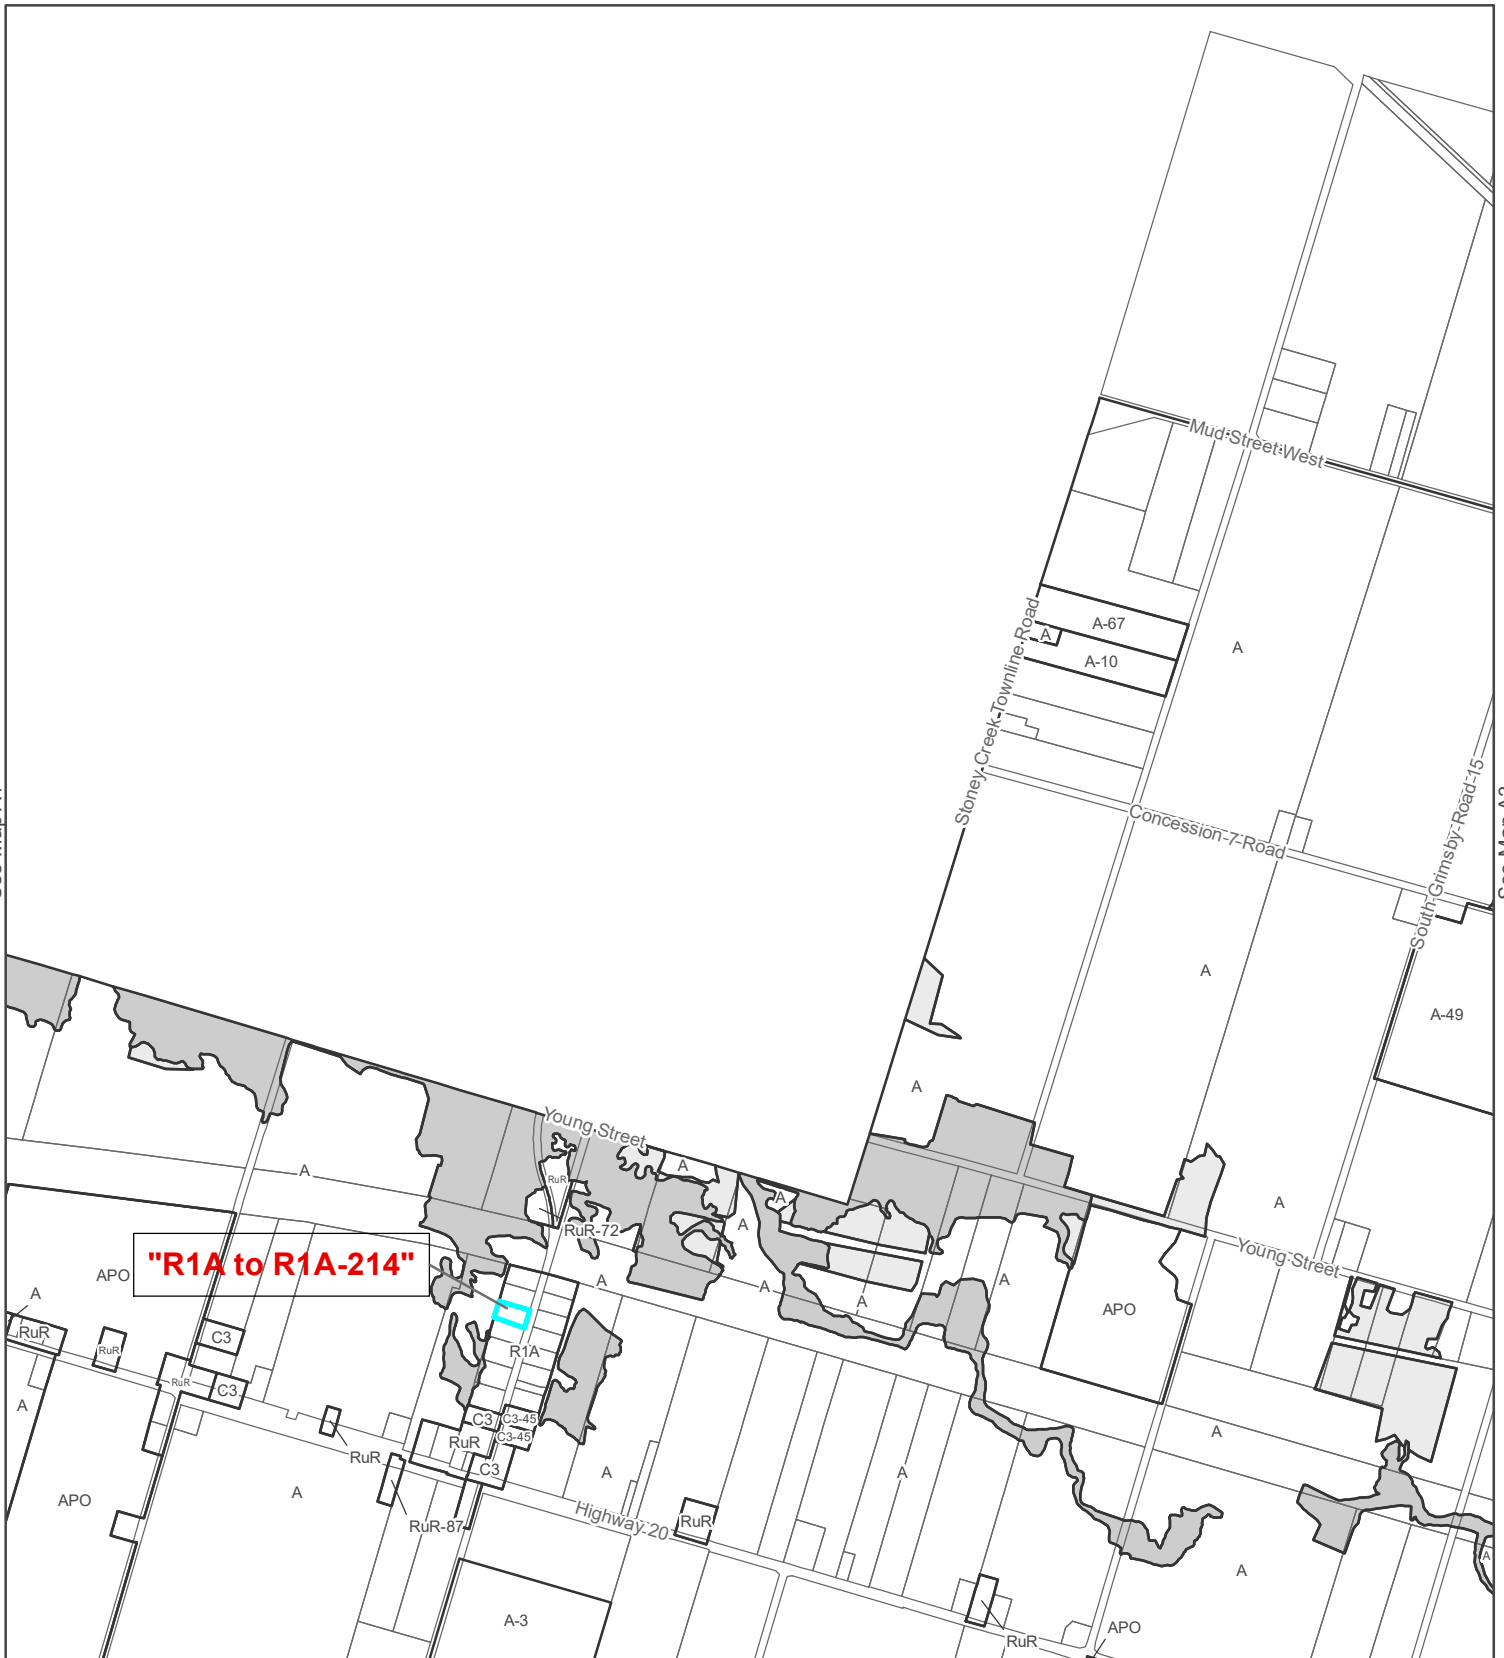 Mud Street West
A-67
A
A-10
A
Stoney Creek Townline Road
Concession 7 Road
South Grimsby Road 15
A
A-49
A
Young Street
A
A
RuR
A
A
RuR-72
A
Young Street
"R1A to R1A-214"
APO
A
A
A
A
APO
A
RuR
RuR
C3
R1A
RuR
C3
A
C3
C3-45
C3-45
RuR
RuR
C3
A
A
A
APO
A
RuR-87
Highway 20
RuR
A
A
A-3
RuR
APO